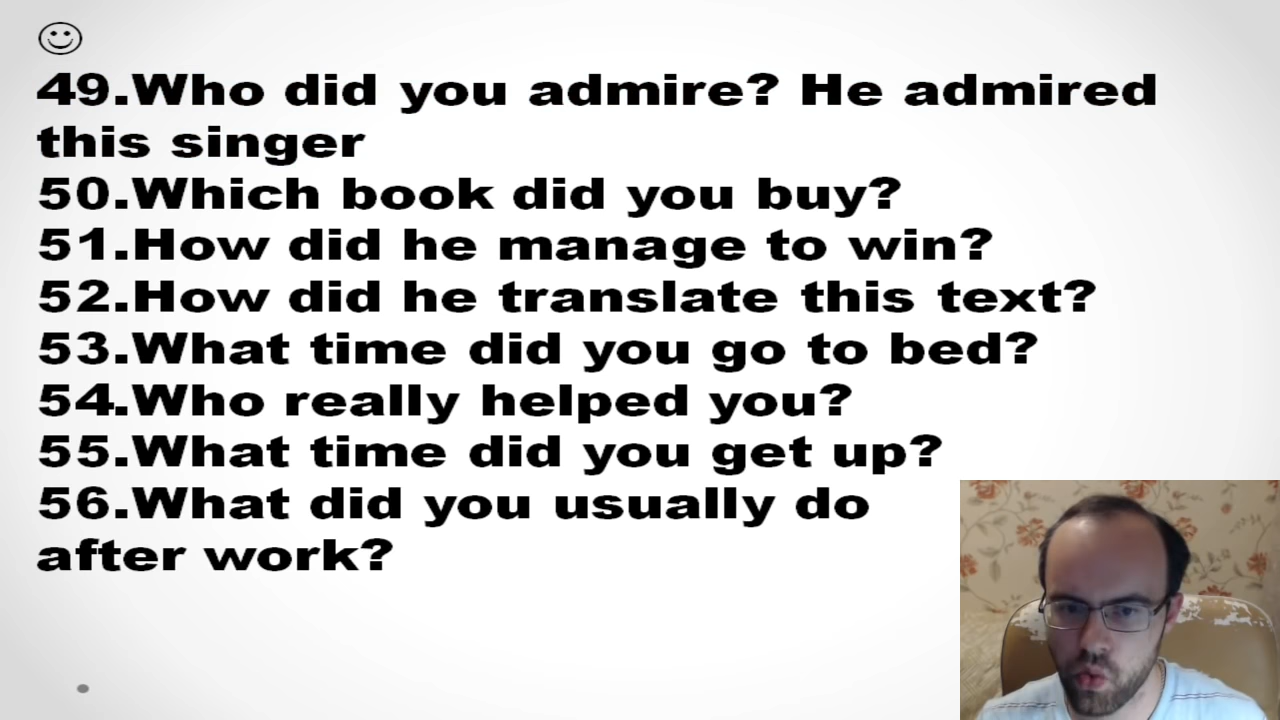 49.Who did you admire? He admired
this singer
50.Which book did you buy?
51.How did he manage to win?
52.How did he translate this text?
53.What time did you go to bed?
54.Who really helped you?
55.What time did you get up?
56.What did you usually do
after work?